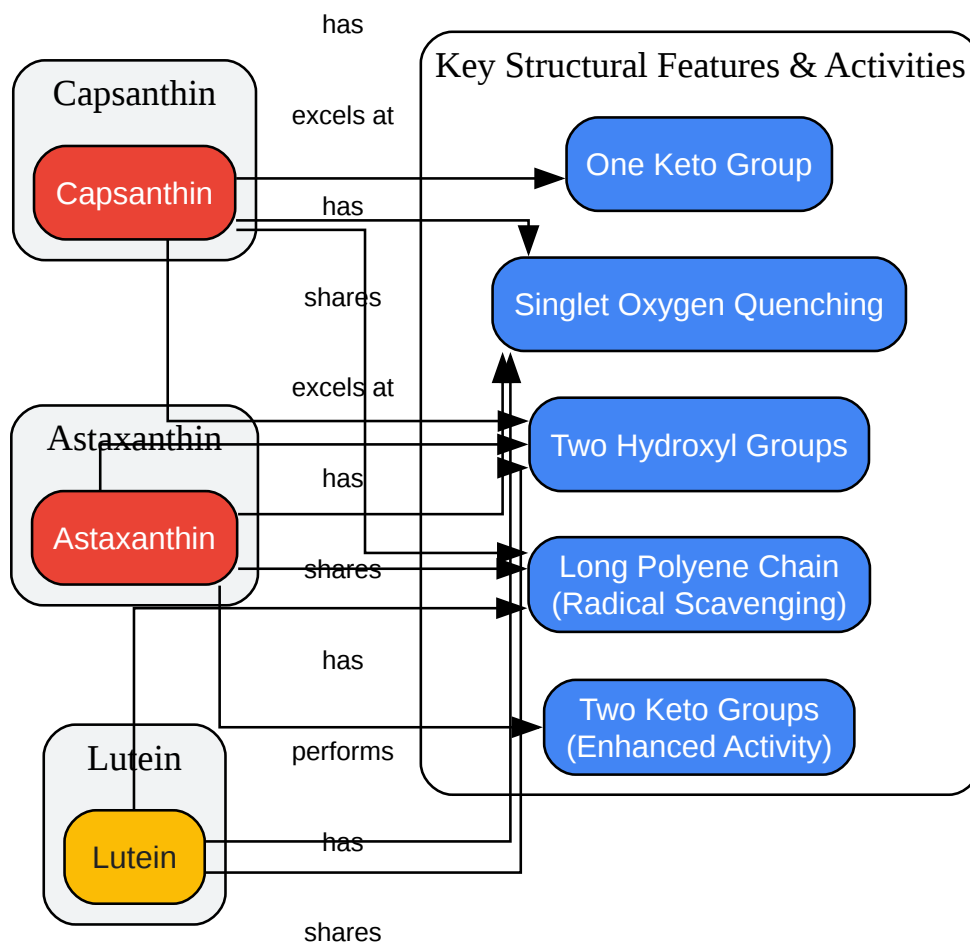 has
Key Structural Features & Activities
Capsanthin
excels at
One Keto Group
Capsanthin
has
Singlet Oxygen Quenching
shares
excels at
Astaxanthin
Two Hydroxyl Groups
has
Astaxanthin
shares
Long Polyene Chain
(Radical Scavenging)
has
Two Keto Groups
(Enhanced Activity)
Lutein
performs
has
Lutein
shares